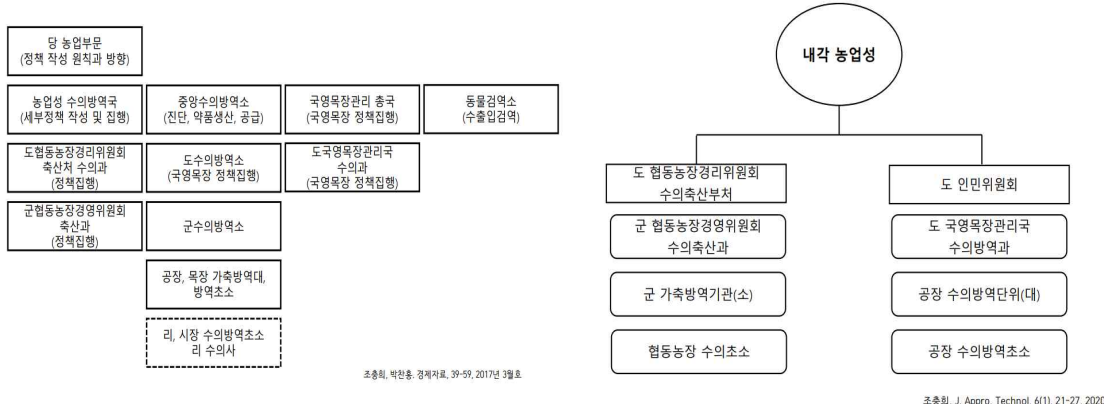 당 농업부문
(정책 작성 원칙과 방향)
농업성 수의방역국
(세부정책 작성 및 집행)
중앙수의방역소
(진단, 약품생산, 공급)
국영목장관리 총국
(국영목장 정책집행)
동물검역소
(수출입검역)
도협동농장경리위원회
축산처 수의과
(정책집행)
도수의방역소
(국영목장 정책집행)
도국영목장관리국
수의과
(국영목장 정책집행)
군협동농장경영위원회
축산과
(정책집행)
군수의방역소
공장, 목장 가축방역대,
방역초소
리, 시장 수의방역초소
리 수의사
조충희, 박찬홍. 경제자료, 39-59, 2017년 3월호
내각 농업성
도 협동농장경리위원회
수의축산부처
군 협동농장경영위원회
수의축산과
군 가축방역기관(소)
협동농장 수의초소
도 인민위원회
도 국영목장관리국
수의방역과
공장 수의방역단위(대)
공장 수의방역초소
조충희, J. Appro. Technol. 6(1), 21-27, 2020